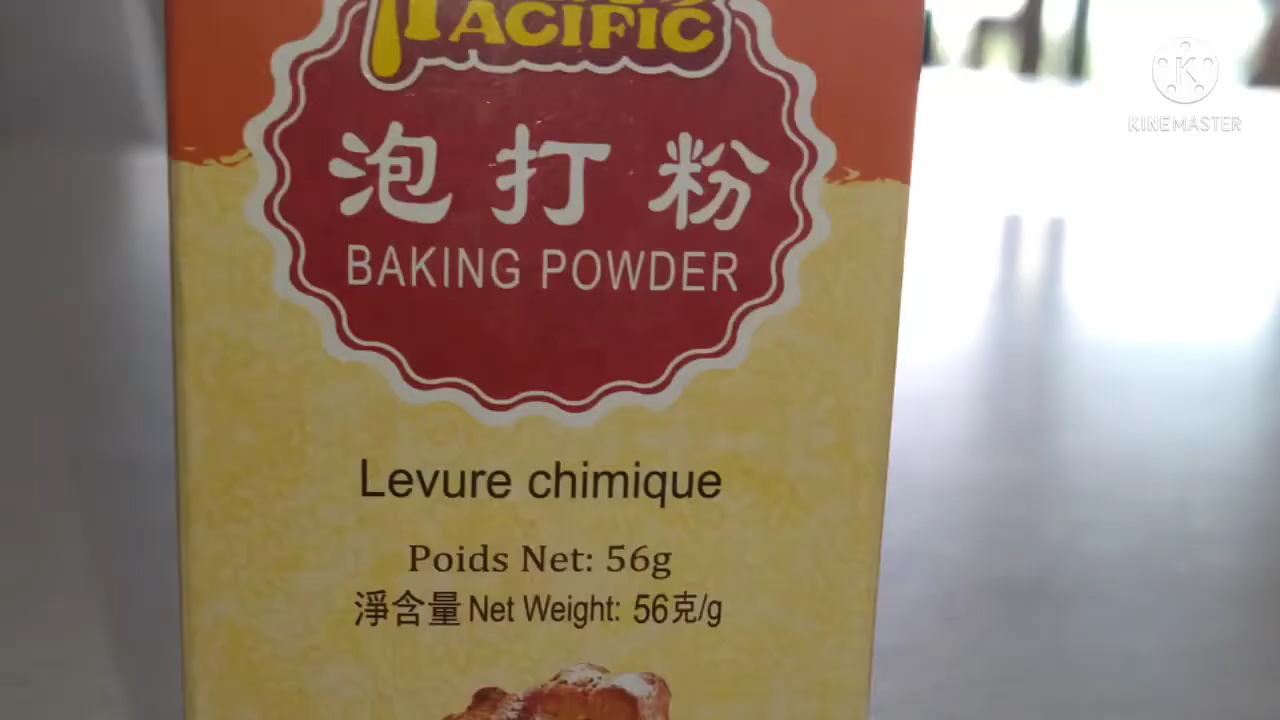 PACIFIC
泡打粉
BAKING POWDER
Levure chimique
Poids Net: 56g
淨含量 Net Weight: 56克/g
K
KINEMASTER